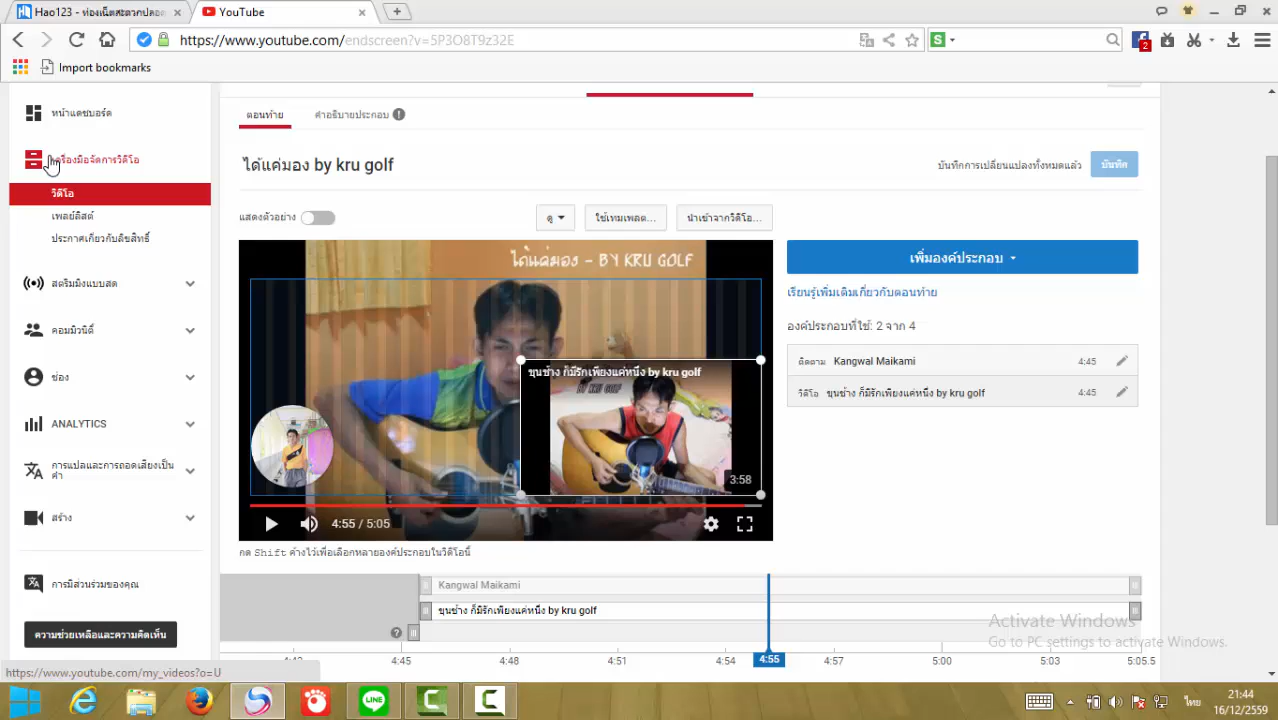 Hao123 - ท่องเน็ตสะดวกปลอด
YouTube
https://www.youtube.com/endscreen?v=5P3O8T9z32E
S
2
Import bookmarks
หน้าแดชบอร์ด
เครื่องมือจัดการวิดีโอ
วิดีโอ
เพลย์ลิสต์
ประกาศเกี่ยวกับลิขสิทธิ์
สตรีมมิงแบบสด
คอมมิวนิตี้
ช่อง
ANALYTICS
การแปลและการถอดเสียงเป็น
คำ
สร้าง
การมีส่วนร่วมของคุณ
ความช่วยเหลือและความคิดเห็น
https://www.youtube.com/my_videos?o=U
ตอนท้าย
คำอธิบายประกอบ
ได้แค่มอง by kru golf
บันทึกการเปลี่ยนแปลงทั้งหมดแล้ว
บันทึก
แสดงตัวอย่าง
ดู
ใช้เทมเพลต...
นำเข้าจากวิดีโอ...
ได้แค่มอง - BY KRU GOLF
ขุนช้าง ก็มีรักเพียงแค่หนึ่ง by kru golf
BY KRU GOLF
3:58
4:55 / 5:05
เพิ่มองค์ประกอบ
เรียนรู้เพิ่มเติมเกี่ยวกับตอนท้าย
องค์ประกอบที่ใช้: 2 จาก 4
ติดตาม Kangwal Maikami 4:45
วิดีโอ ขุนช้าง ก็มีรักเพียงแค่หนึ่ง by kru golf 4:45
กด Shift ค้างไว้เพื่อเลือกหลายองค์ประกอบในวิดีโอนี้
Kangwal Maikami
ขุนช้าง ก็มีรักเพียงแค่หนึ่ง by kru golf
4:42 4:45 4:48 4:51 4:54 4:55 4:57 5:00 5:03 5:05.5
Activate Windows
Go to PC settings to activate Windows.
LINE
ไทย
21:44
16/12/2559